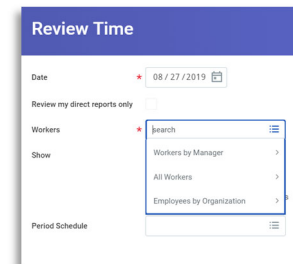 Review Time
Date * 08 / 27 / 2019
Review my direct reports only
Workers * search
Show
Workers by Manager >
All Workers >
Employees by Organization >
s
Period Schedule